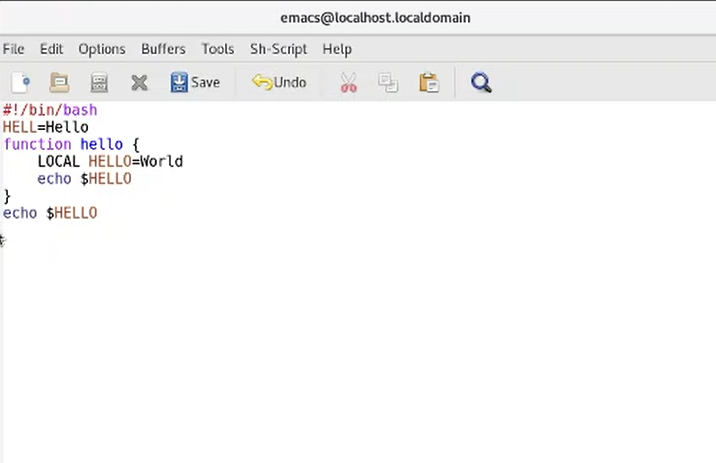 emacs@localhost.localdomain
File Edit Options Buffers Tools Sh-Script Help
Save Undo
#!/bin/bash
HELL=Hello
function hello {
    LOCAL HELLO=World
    echo $HELLO
}
echo $HELLO